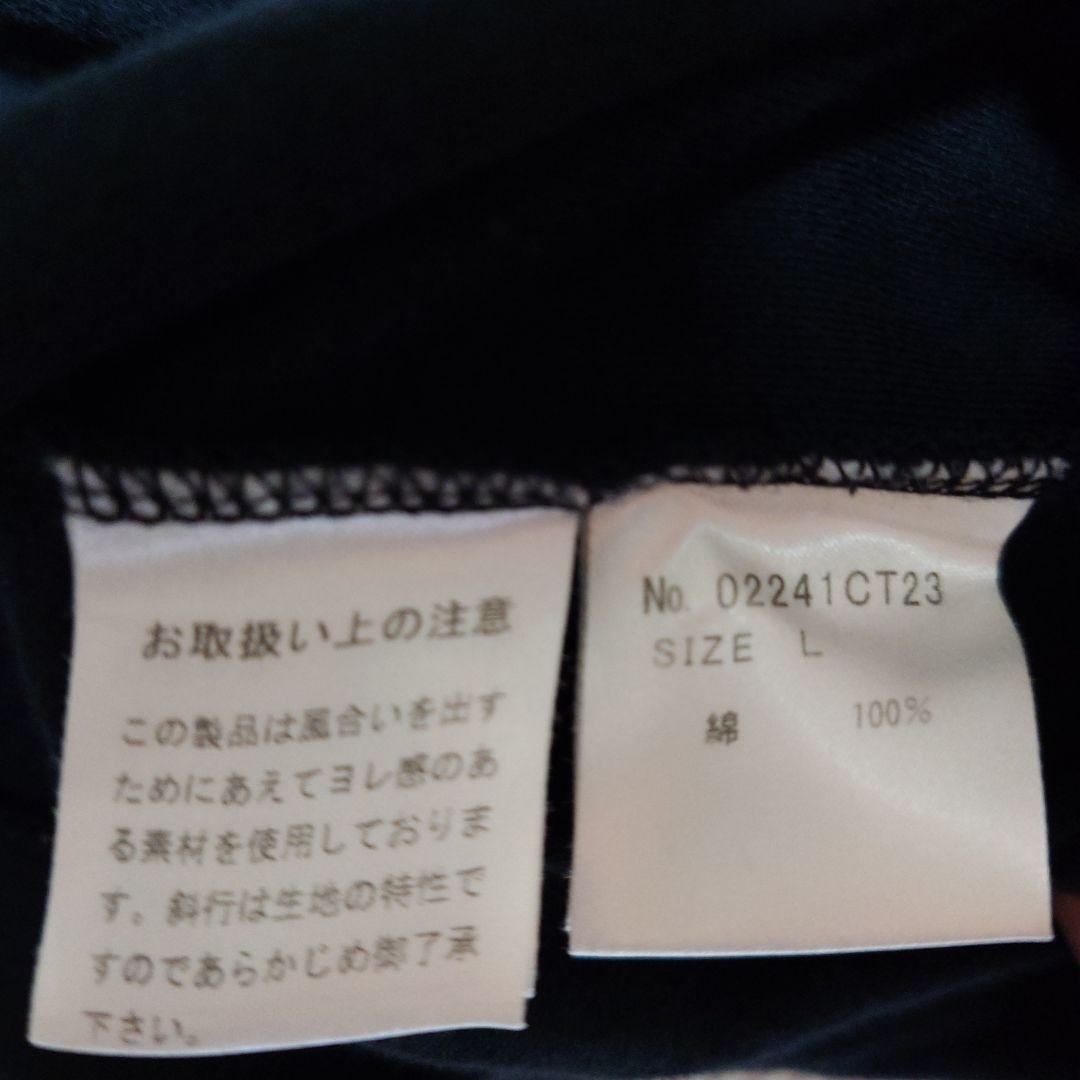 お取扱い上の注意
この製品は風合いを出す
ためにあえてヨレ感のあ
る素材を使用しておりま
す。斜行は生地の特性で
すのであらかじめ御了承
下さい。
No. 02241CT23
SIZE L
綿 100%